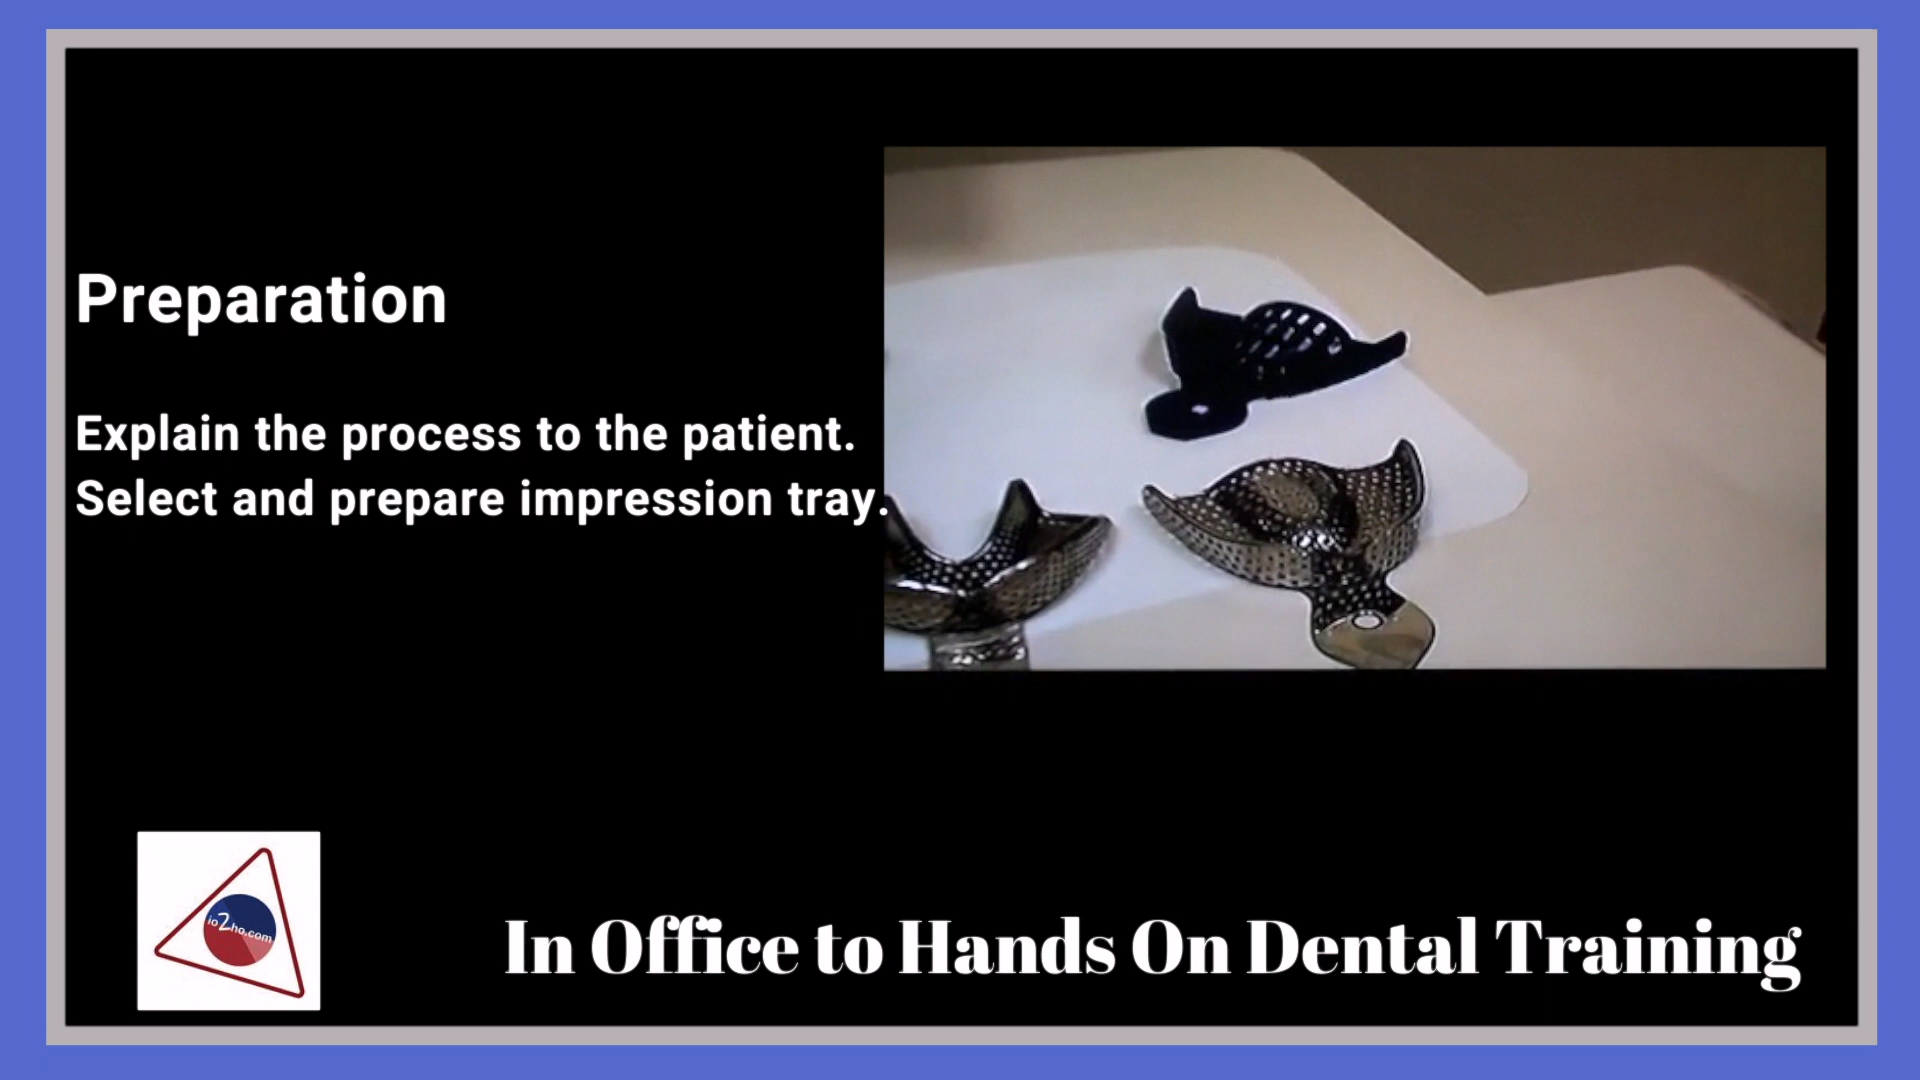 Preparation
Explain the process to the patient.
Select and prepare impression tray.
io2ho.com
In Office to Hands On Dental Training